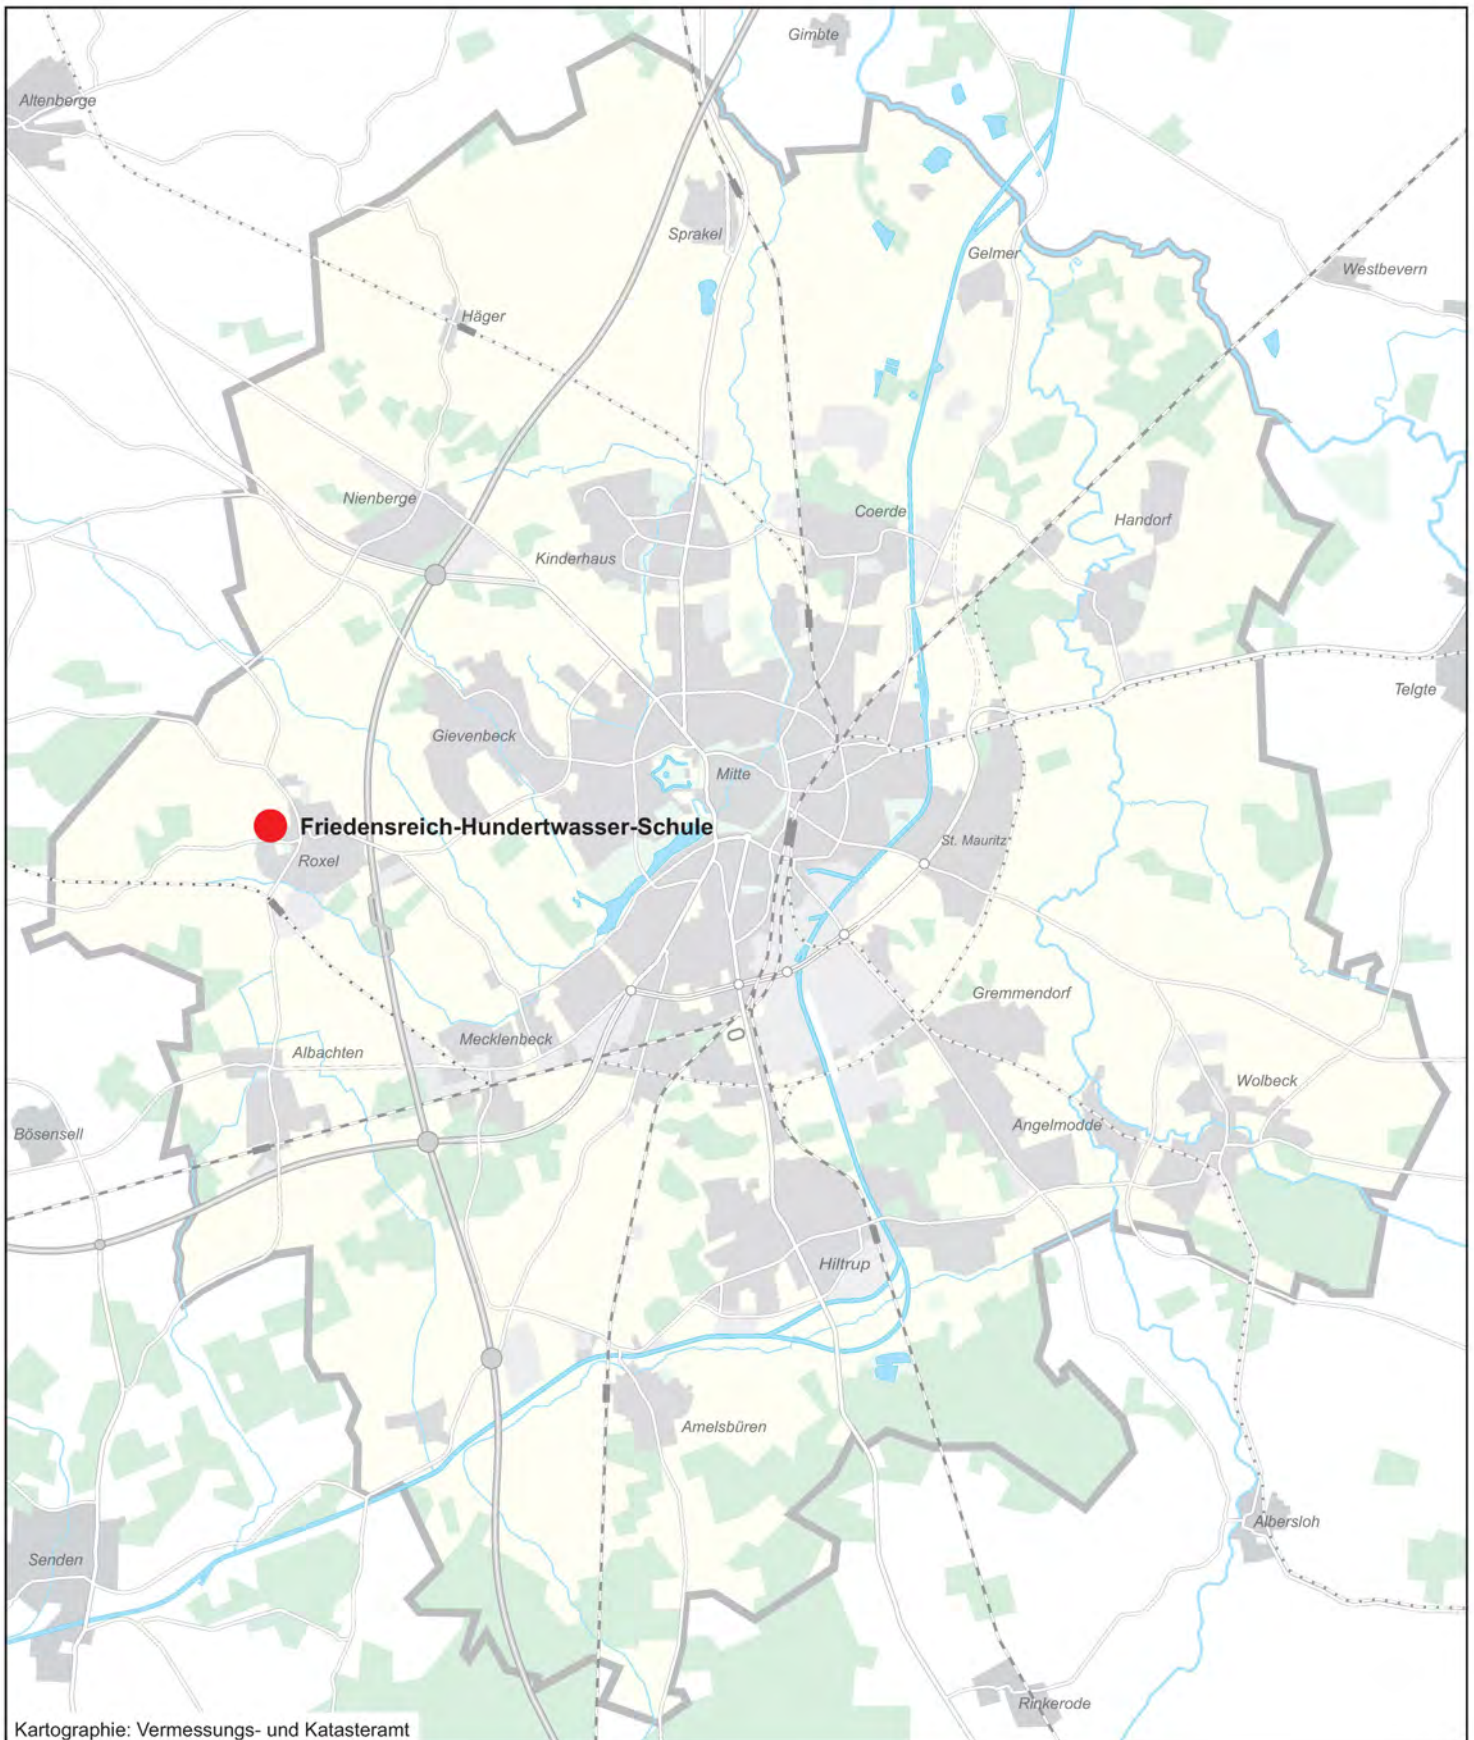 Gimbte
Altenberge
Sprakel
Gelmer
Westbevern
Häger
Nienberge
Coerde
Handorf
Kinderhaus
Telgte
Gievenbeck
Mitte
Friedensreich-Hundertwasser-Schule
St. Mauritz
Roxel
Gremmendorf
Mecklenbeck
Albachten
Wolbeck
Angelmodde
Bösensell
Hiltrup
Amelsbüren
Albersloh
Senden
Rinkerode
Kartographie: Vermessungs- und Katasteramt